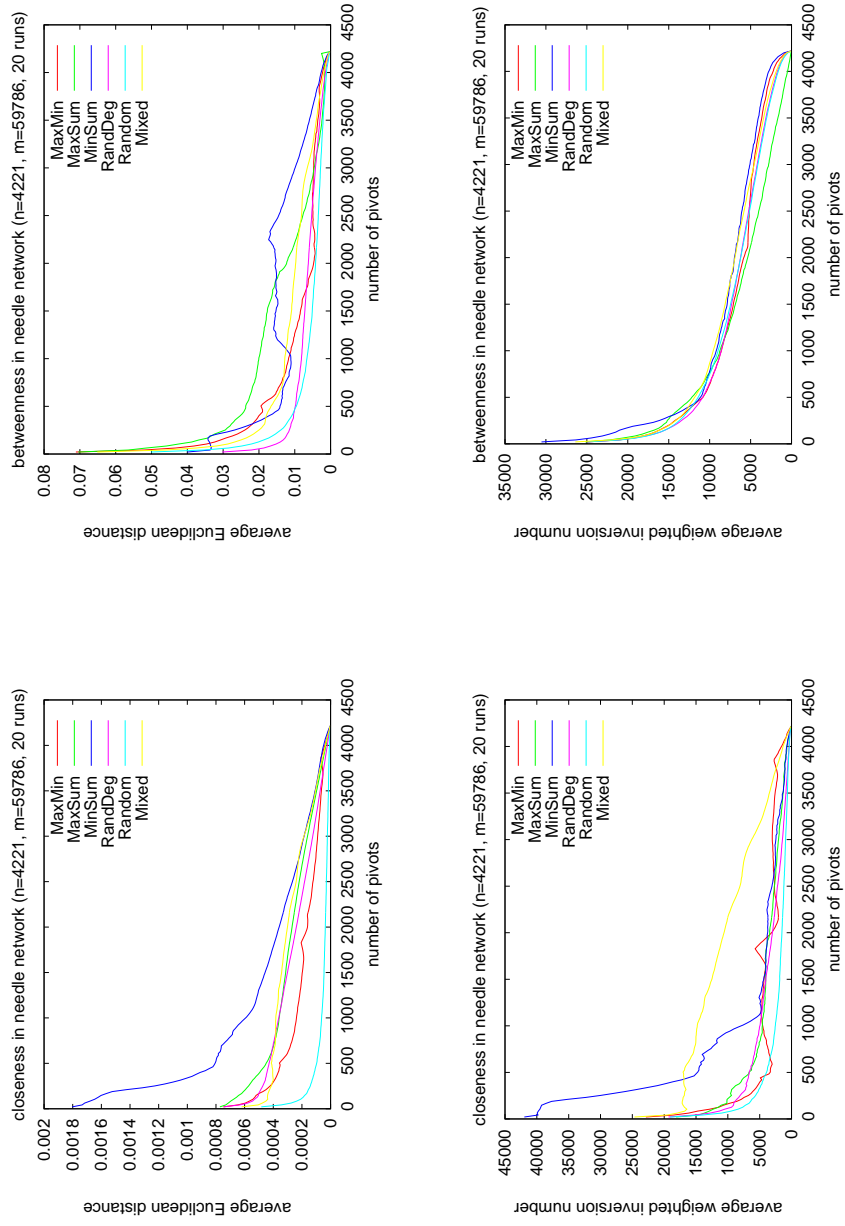 closeness in needle network (n=4221, m=59786, 20 runs)
average Euclidean distance
0.002
0.0018
0.0016
0.0014
0.0012
0.001
0.0008
0.0006
0.0004
0.0002
0
MaxMin
MaxSum
MinSum
RandDeg
Random
Mixed
0 500 1000 1500 2000 2500 3000 3500 4000 4500
number of pivots
betweenness in needle network (n=4221, m=59786, 20 runs)
average Euclidean distance
0.08
0.07
0.06
0.05
0.04
0.03
0.02
0.01
0
MaxMin
MaxSum
MinSum
RandDeg
Random
Mixed
0 500 1000 1500 2000 2500 3000 3500 4000 4500
number of pivots
closeness in needle network (n=4221, m=59786, 20 runs)
average weighted inversion number
45000
40000
35000
30000
25000
20000
15000
10000
5000
0
MaxMin
MaxSum
MinSum
RandDeg
Random
Mixed
0 500 1000 1500 2000 2500 3000 3500 4000 4500
number of pivots
betweenness in needle network (n=4221, m=59786, 20 runs)
average weighted inversion number
35000
30000
25000
20000
15000
10000
5000
0
MaxMin
MaxSum
MinSum
RandDeg
Random
Mixed
0 500 1000 1500 2000 2500 3000 3500 4000 4500
number of pivots